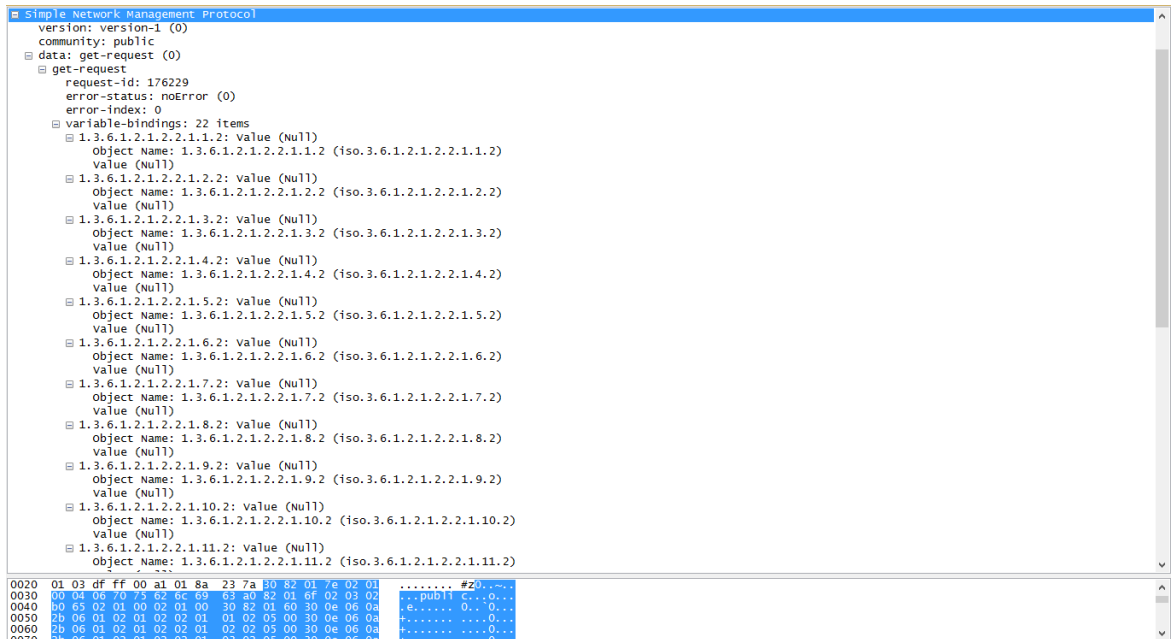 Simple Network Management Protocol
version: version-1 (0)
community: public
data: get-request (0)
get-request
request-id: 176229
error-status: noError (0)
error-index: 0
variable-bindings: 22 items
1.3.6.1.2.1.2.2.1.1.2: Value (Null)
Object Name: 1.3.6.1.2.1.2.2.1.1.2 (iso.3.6.1.2.1.2.2.1.1.2)
Value (Null)
1.3.6.1.2.1.2.2.1.2.2: Value (Null)
Object Name: 1.3.6.1.2.1.2.2.1.2.2 (iso.3.6.1.2.1.2.2.1.2.2)
Value (Null)
1.3.6.1.2.1.2.2.1.3.2: Value (Null)
Object Name: 1.3.6.1.2.1.2.2.1.3.2 (iso.3.6.1.2.1.2.2.1.3.2)
Value (Null)
1.3.6.1.2.1.2.2.1.4.2: Value (Null)
Object Name: 1.3.6.1.2.1.2.2.1.4.2 (iso.3.6.1.2.1.2.2.1.4.2)
Value (Null)
1.3.6.1.2.1.2.2.1.5.2: Value (Null)
Object Name: 1.3.6.1.2.1.2.2.1.5.2 (iso.3.6.1.2.1.2.2.1.5.2)
Value (Null)
1.3.6.1.2.1.2.2.1.6.2: Value (Null)
Object Name: 1.3.6.1.2.1.2.2.1.6.2 (iso.3.6.1.2.1.2.2.1.6.2)
Value (Null)
1.3.6.1.2.1.2.2.1.7.2: Value (Null)
Object Name: 1.3.6.1.2.1.2.2.1.7.2 (iso.3.6.1.2.1.2.2.1.7.2)
Value (Null)
1.3.6.1.2.1.2.2.1.8.2: Value (Null)
Object Name: 1.3.6.1.2.1.2.2.1.8.2 (iso.3.6.1.2.1.2.2.1.8.2)
Value (Null)
1.3.6.1.2.1.2.2.1.9.2: Value (Null)
Object Name: 1.3.6.1.2.1.2.2.1.9.2 (iso.3.6.1.2.1.2.2.1.9.2)
Value (Null)
1.3.6.1.2.1.2.2.1.10.2: Value (Null)
Object Name: 1.3.6.1.2.1.2.2.1.10.2 (iso.3.6.1.2.1.2.2.1.10.2)
Value (Null)
1.3.6.1.2.1.2.2.1.11.2: Value (Null)
Object Name: 1.3.6.1.2.1.2.2.1.11.2 (iso.3.6.1.2.1.2.2.1.11.2)
0020 01 03 df ff 00 a1 01 8a 23 7a 30 82 01 7e 02 01 ........ #z0..~..
0030 00 04 06 70 75 62 6c 69 63 a0 82 01 6f 02 03 02 ...publi c...o...
0040 b0 65 02 01 00 02 01 00 30 82 01 60 30 0e 06 0a .e...... 0..`0...
0050 2b 06 01 02 01 02 02 01 01 02 05 00 30 0e 06 0a +....... ....0...
0060 2b 06 01 02 01 02 02 01 02 02 05 00 30 0e 06 0a +....... ....0...